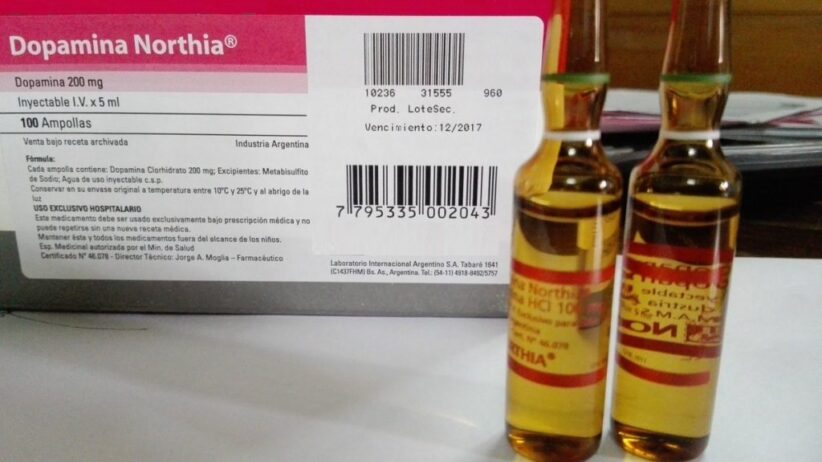 Dopamina Northia®
Dopamina 200 mg
Inyectable I.V. x 5 ml
100 Ampollas
Venta bajo receta archivada Industria Argentina
Fórmula:
Cada ampolla contiene: Dopamina Clorhidrato 200 mg; Excipientes: Metabisulfito
de Sodio; Agua de uso inyectable c.s.p.
Conservar en su envase original a temperatura entre 10°C y 25°C y al abrigo de la
luz
USO EXCLUSIVO HOSPITALARIO
Este medicamento debe ser usado exclusivamente bajo prescripción médica y no
puede repetirse sin una nueva receta médica.
Mantener éste y todos los medicamentos fuera del alcance de los niños.
Esp. Medicinal autorizada por el Min. de Salud
Certificado N° 46.078 - Director Técnico: Jorge A. Moglia - Farmacéutico
10236 31555 960
Prod. LoteSec.
Vencimiento:12/2017
7 795335 002043
Laboratorio Internacional Argentino S.A. Tabaré 1641
(C1437FHM) Bs. As., Argentina. Tel.: (54-11) 4918-8492/5757
Northia
HCl 100
Exclusivo para
N° 46.078